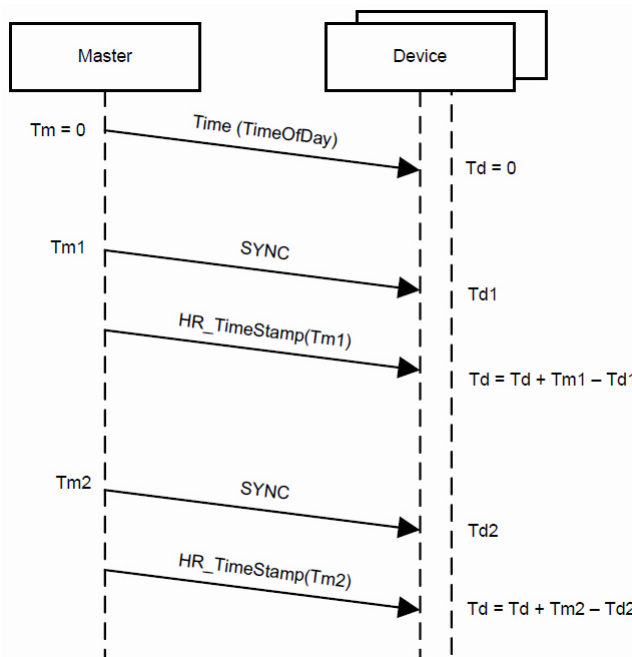 Master
Device
Time (TimeOfDay)
Tm = 0
Td = 0
Tm1
SYNC
Td1
HR_TimeStamp(Tm1)
Td = Td + Tm1 – Td1
Tm2
SYNC
Td2
HR_TimeStamp(Tm2)
Td = Td + Tm2 – Td2